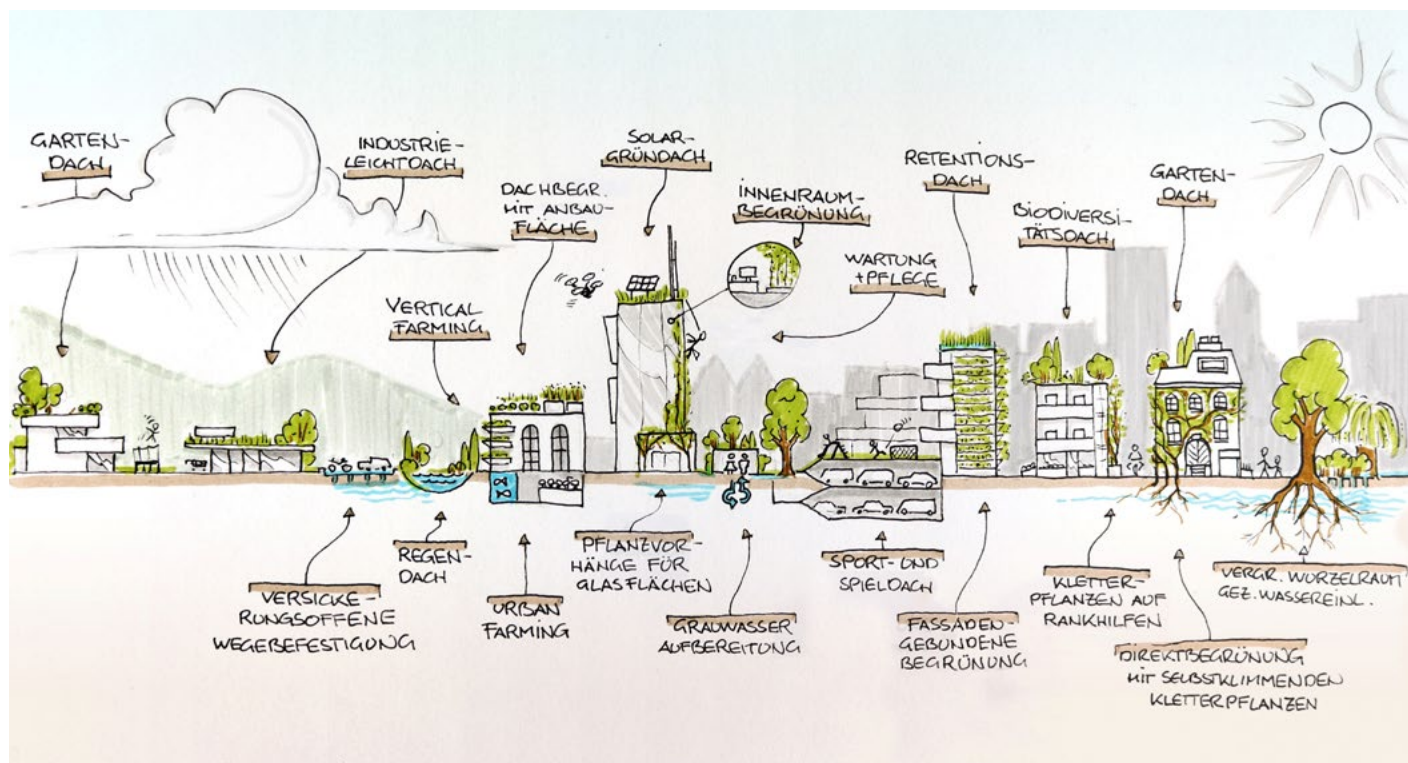 GARTEN-
DACH
INDUSTRIE-
LEICHTDACH
DACHBEGR.
MIT ANBAU-
FLÄCHE
SOLAR-
GRÜNDACH
INNENRAUM-
BEGRÜNUNG
RETENTIONS-
DACH
GARTEN-
DACH
BIODIVERSI-
TÄTSDACH
WARTUNG
+PFLEGE
VERTICAL
FARMING
VERSICKE-
RUNGSOFFENE
WEGEBEFESTIGUNG
REGEN-
DACH
URBAN
FARMING
PFLANZVOR-
HÄNGE FÜR
GLASFLÄCHEN
GRAUWASSER
AUFBEREITUNG
SPORT-UND
SPIELDACH
FASSADEN-
GEBUNDENE
BEGRÜNUNG
KLETTER-
PFLANZEN AUF
RANKHILFEN
DIREKTBEGRÜNUNG
MIT SELBSTKLIMMENDEN
KLETTERPFLANZEN
VERGR. WURZELRAUM
GEZ. WASSEREINL.